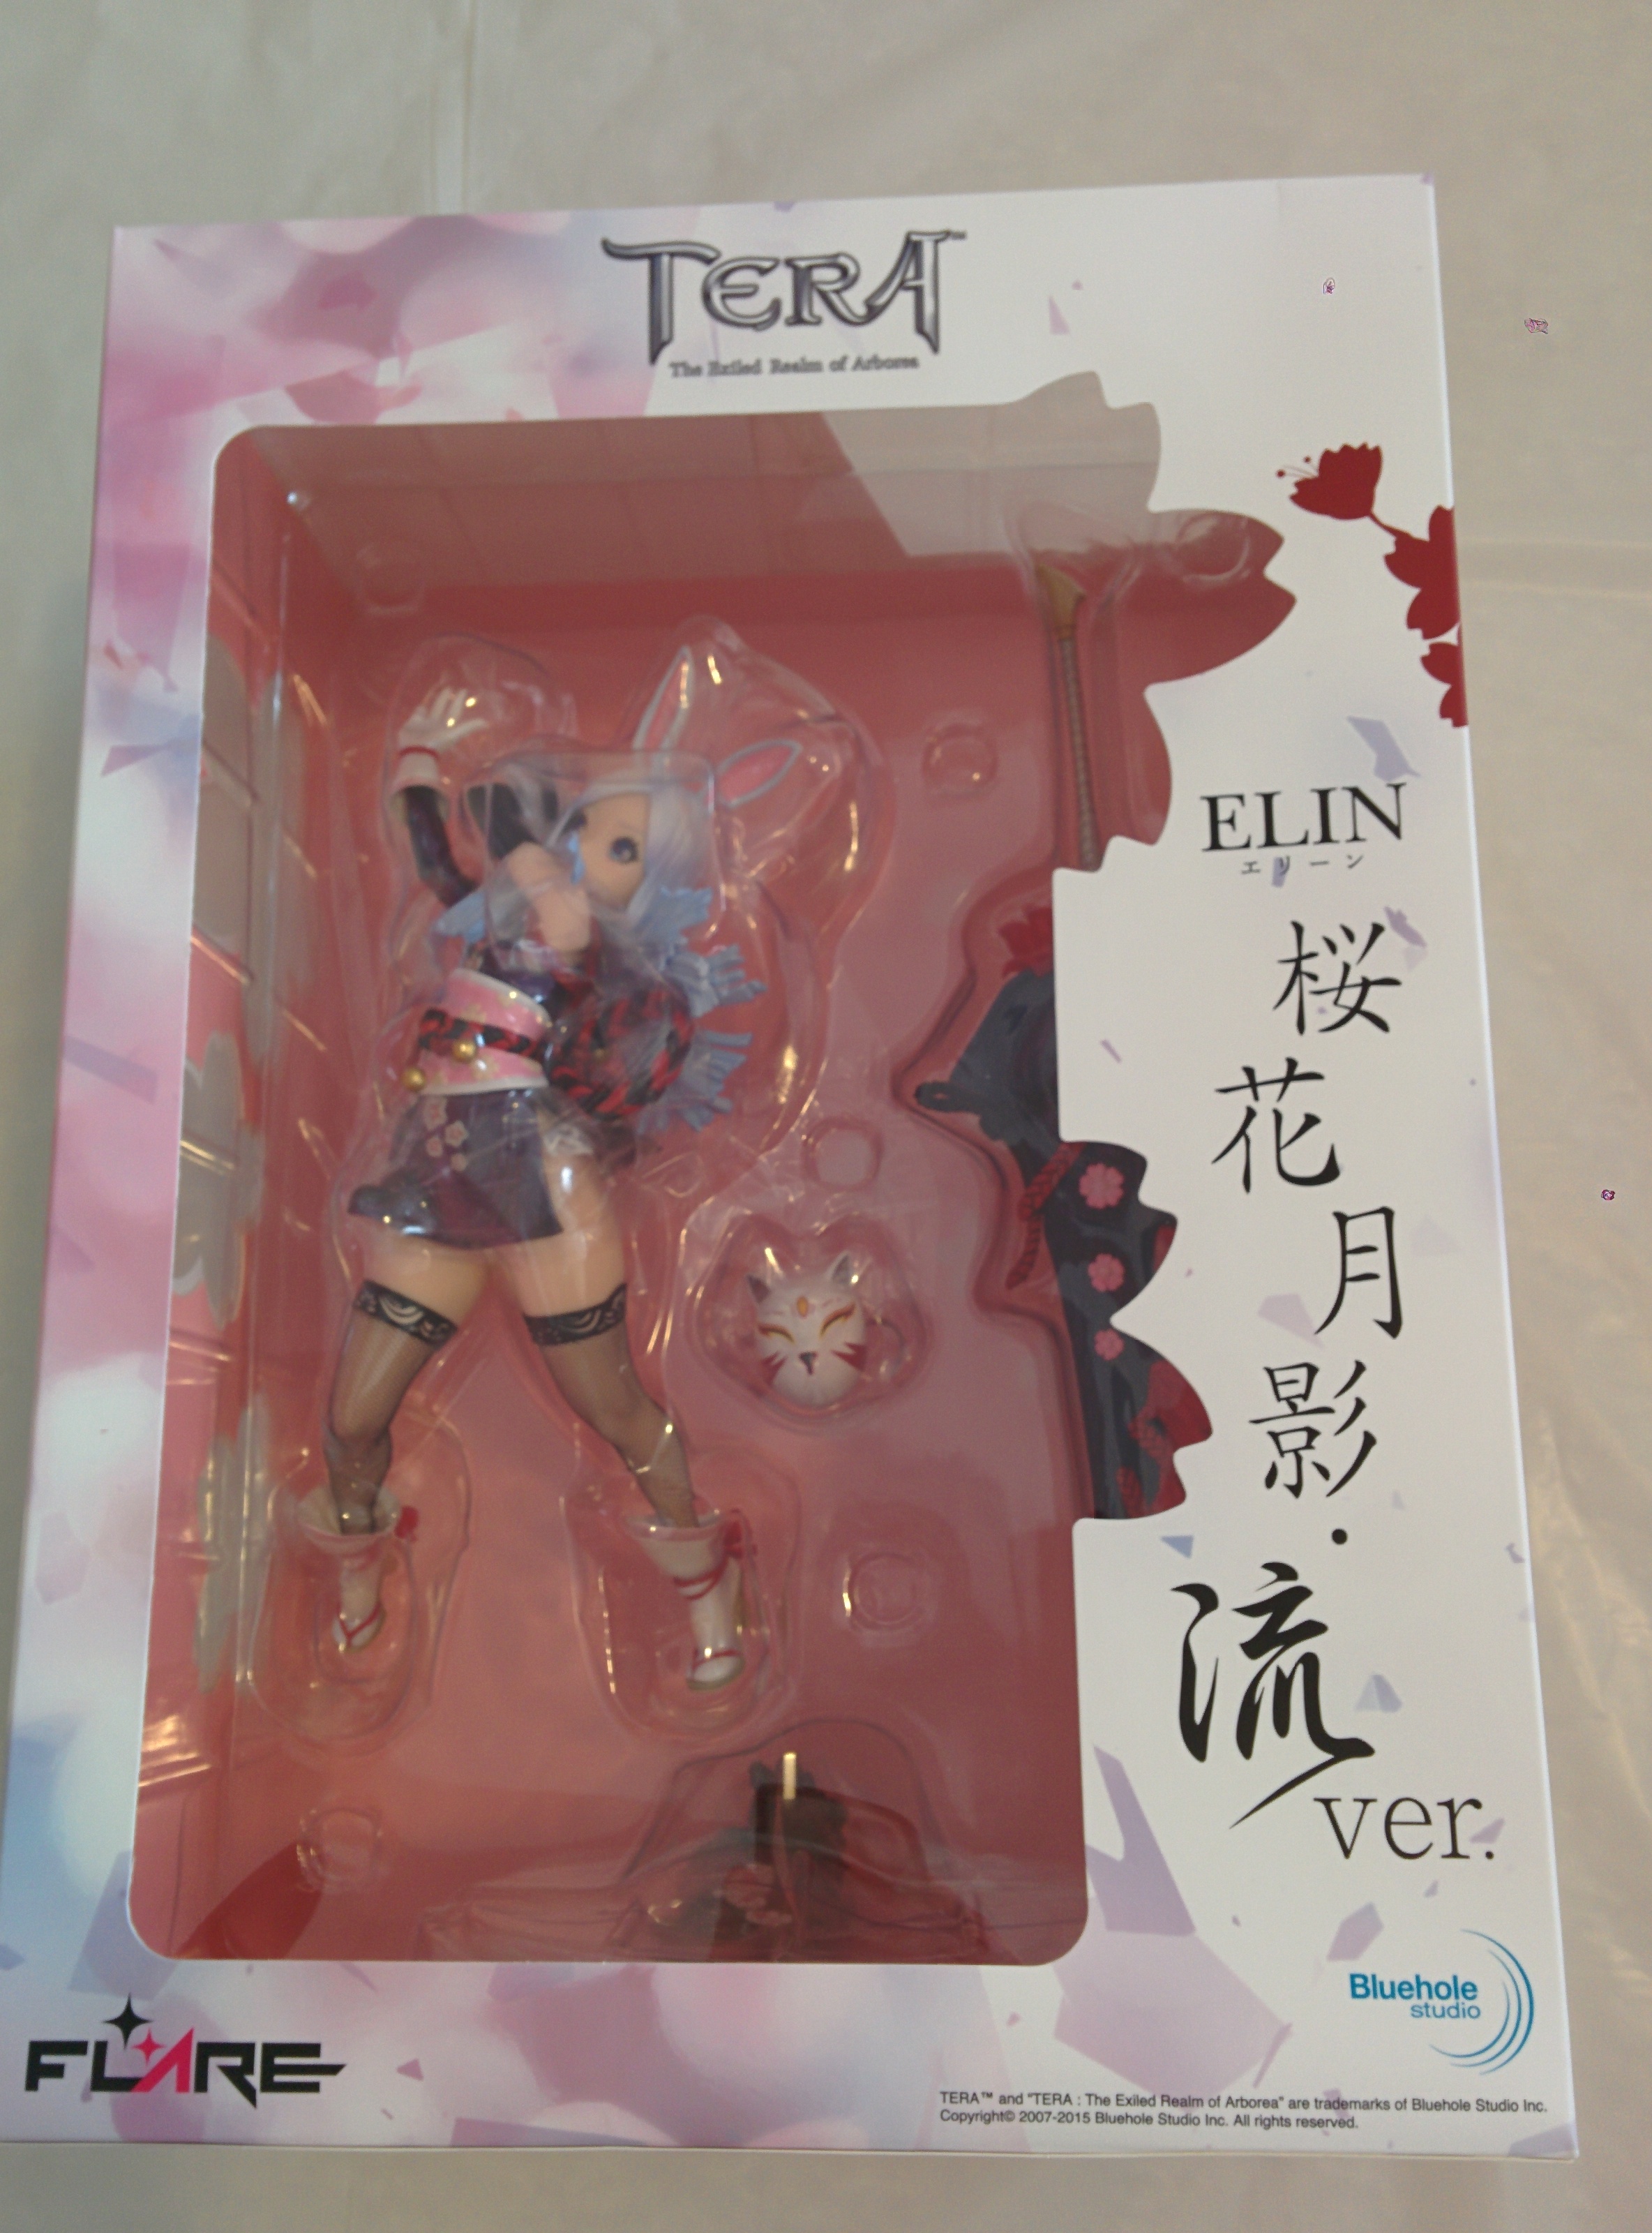 TERA™
The Exiled Realm of Arborea
ELIN
エリーン
桜花月影・流
ver.
Bluehole
studio
FLARE
TERA™ and "TERA : The Exiled Realm of Arborea" are trademarks of Bluehole Studio Inc.
Copyright© 2007-2015 Bluehole Studio Inc. All rights reserved.